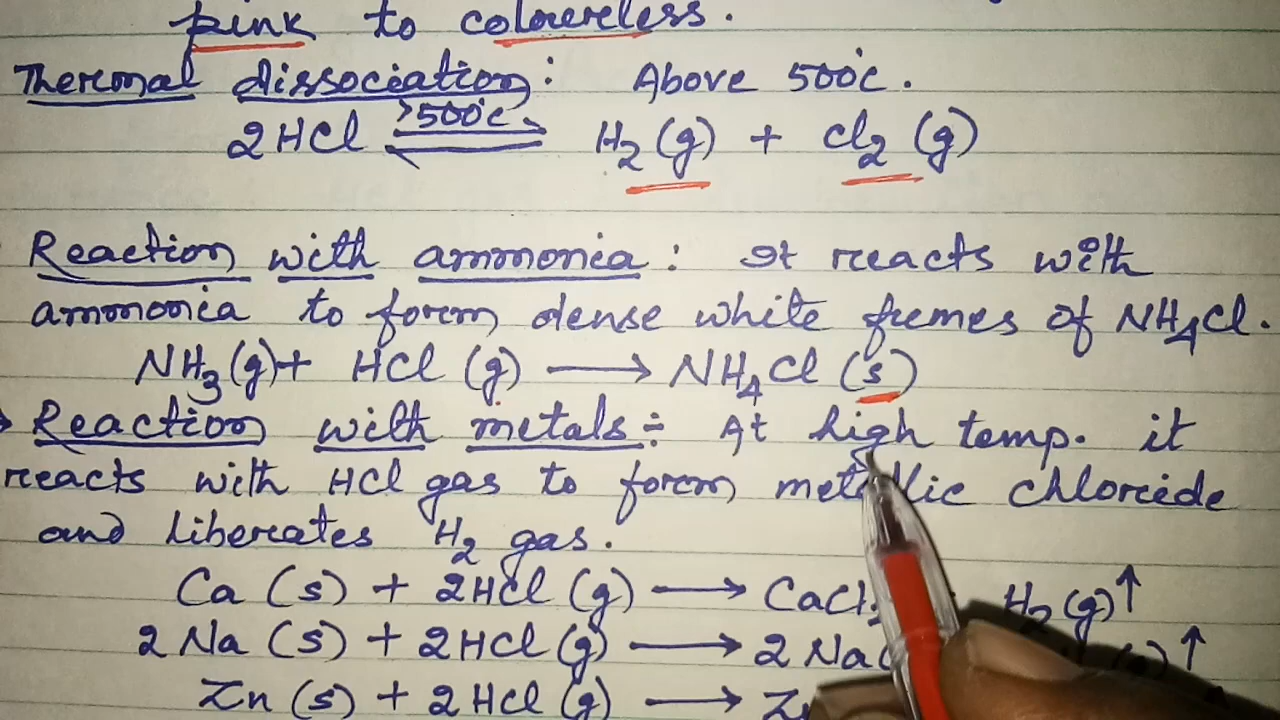 pink to colourless.
Thermal dissociation: Above 500°C.
2HCl >500°C ⇌ H2(g) + Cl2(g)
Reaction with ammonia: It reacts with
ammonia to form dense white fumes of NH4Cl.
NH3(g) + HCl (g) ⟶ NH4Cl (s)
Reaction with metals:- At high temp. it
reacts with HCl gas to form metallic chloride
and liberates H2 gas.
Ca (s) + 2HCl (g) ⟶ CaCl2 H2 (g)↑
2 Na (s) + 2HCl (g) ⟶ 2 Na ↑
Zn (s) + 2HCl (g) ⟶